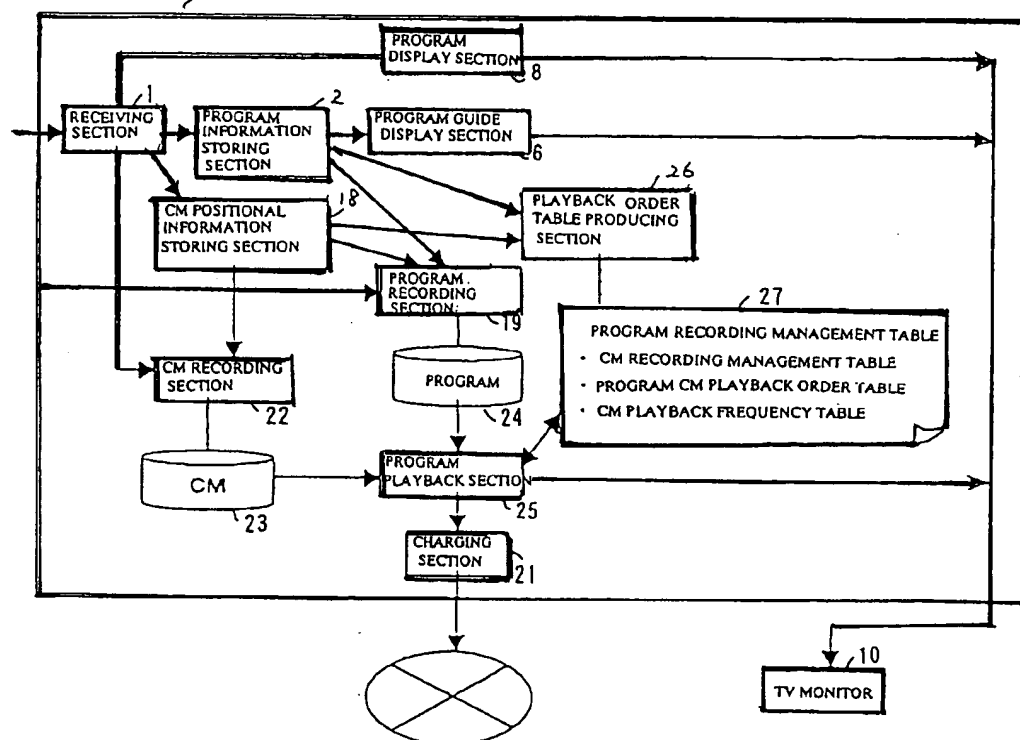 PROGRAM
DISPLAY SECTION
8
1
RECEIVING
SECTION
2
PROGRAM
INFORMATION
STORING
SECTION
PROGRAM GUIDE
DISPLAY SECTION
6
18
CM POSITIONAL
INFORMATION
STORING SECTION
26
PLAYBACK ORDER
TABLE PRODUCING
SECTION
PROGRAM.
RECORDING
SECTION:
19
27
PROGRAM RECORDING MANAGEMENT TABLE
• CM RECORDING MANAGEMENT TABLE
• PROGRAM CM PLAYBACK ORDER TABLE
• CM PLAYBACK FREQUENCY TABLE
CM RECORDING
SECTION
22
PROGRAM
24
CM
23
PROGRAM
PLAYBACK SECTION
25
CHARGING
SECTION
21
10
TV MONITOR